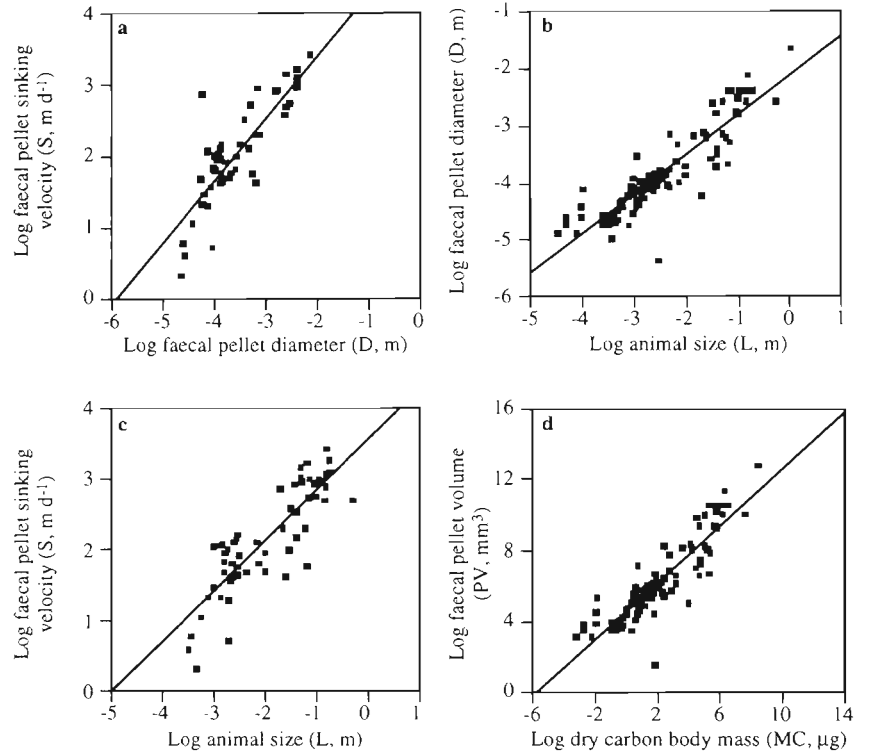 a
Log faecal pellet sinking
velocity (S, m d⁻¹)
4
3
2
1
0
-6 -5 -4 -3 -2 -1 0
Log faecal pellet diameter (D, m)
b
Log faecal pellet diameter (D, m)
-1
-2
-3
-4
-5
-6
-5 -4 -3 -2 -1 0 1
Log animal size (L, m)
c
Log faecal pellet sinking
velocity (S, m d⁻¹)
4
3
2
1
0
-5 -4 -3 -2 -1 0 1
Log animal size (L, m)
d
Log faecal pellet volume
(PV, mm³)
16
12
8
4
0
-6 -2 2 6 10 14
Log dry carbon body mass (MC, µg)